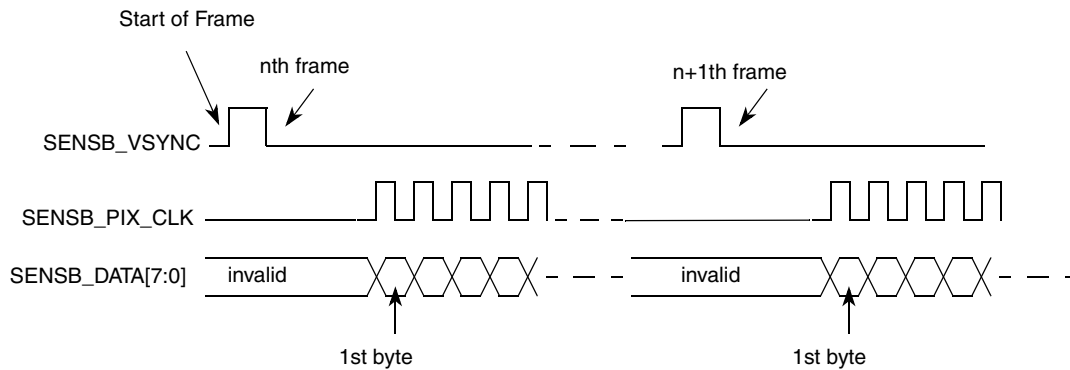 Start of Frame
nth frame
n+1th frame
SENSB_VSYNC
SENSB_PIX_CLK
SENSB_DATA[7:0]
invalid
invalid
1st byte
1st byte